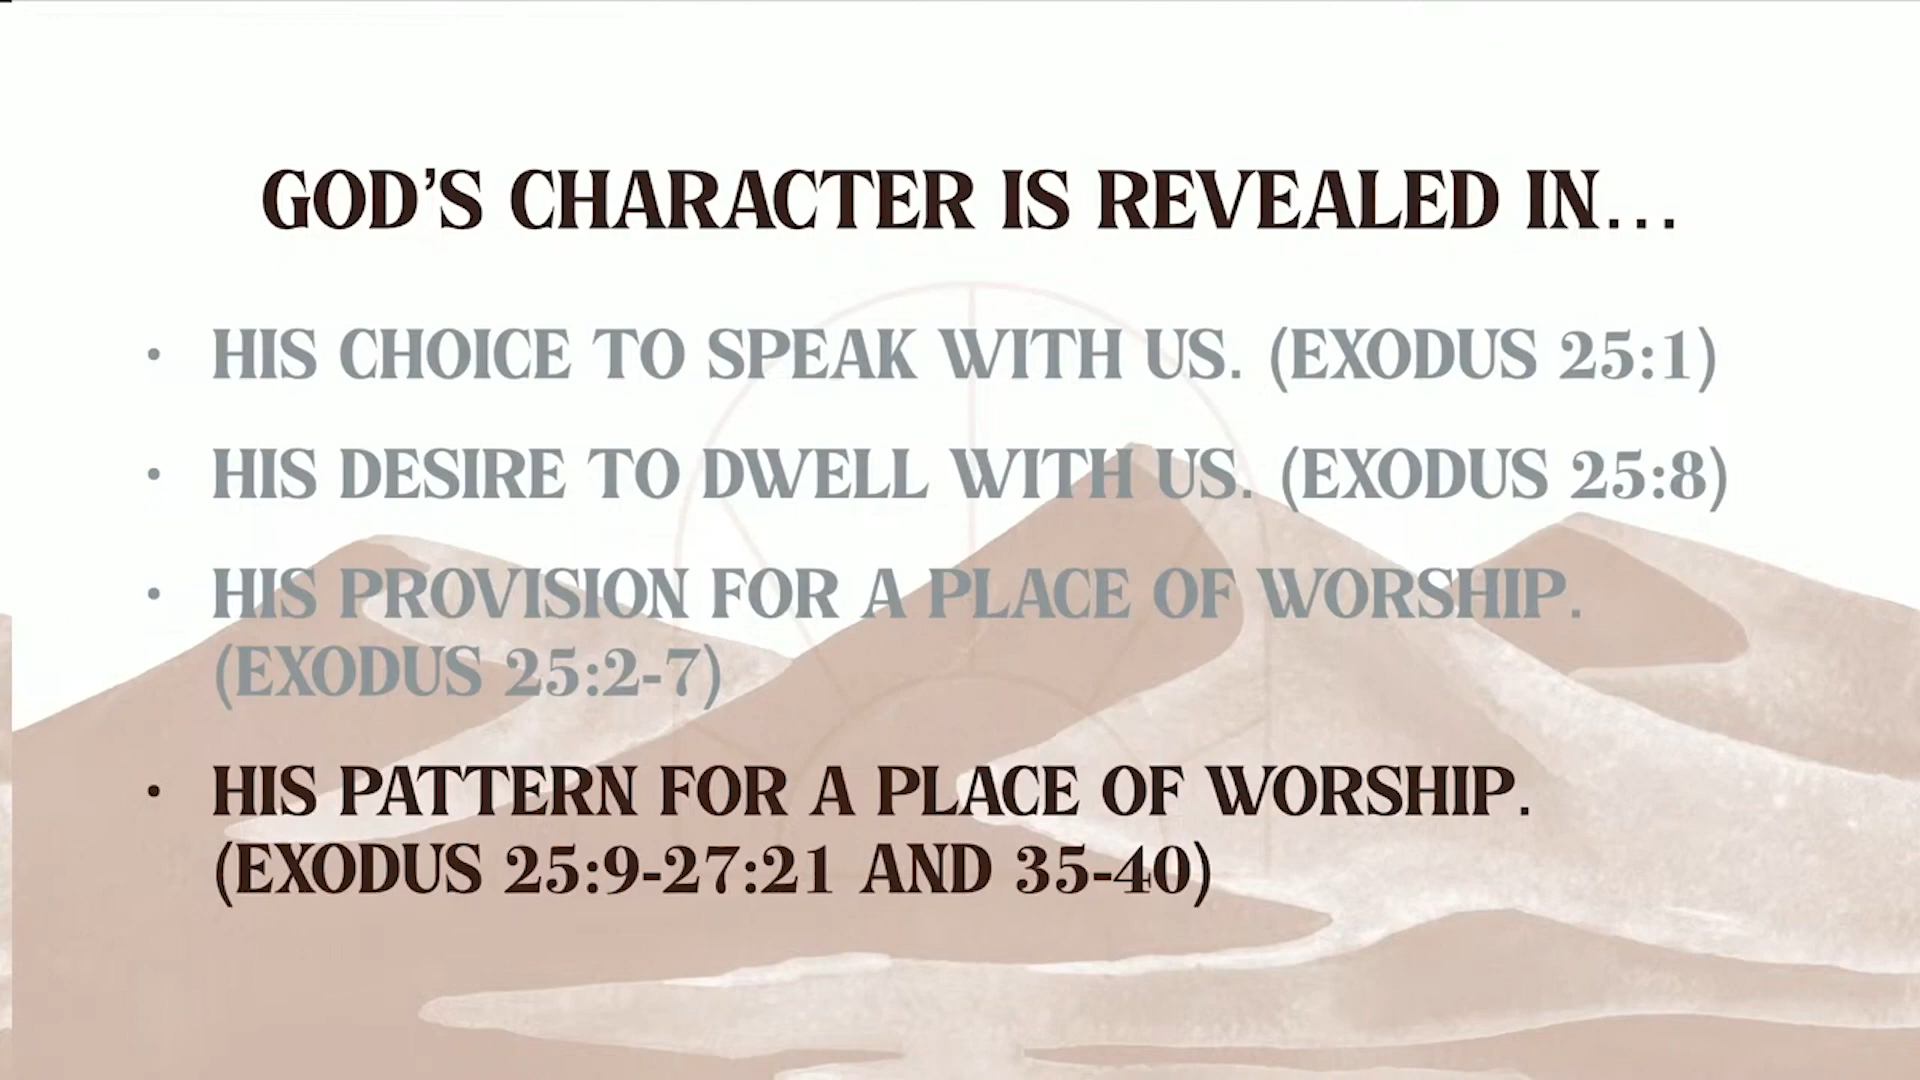 GOD’S CHARACTER IS REVEALED IN...
• HIS CHOICE TO SPEAK WITH US. (EXODUS 25:1)
• HIS DESIRE TO DWELL WITH US. (EXODUS 25:8)
• HIS PROVISION FOR A PLACE OF WORSHIP.
(EXODUS 25:2-7)
• HIS PATTERN FOR A PLACE OF WORSHIP.
(EXODUS 25:9-27:21 AND 35-40)